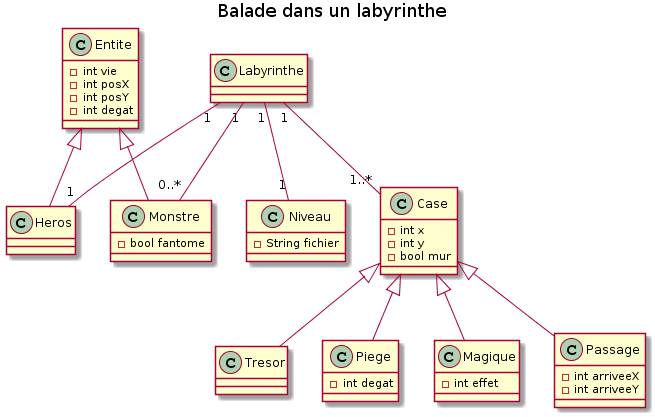 Balade dans un labyrinthe
C Entite
int vie
int posX
int posY
int degat
C Labyrinthe
1 1 1 1
1 0..* 1 1..*
C Heros
C Monstre
bool fantome
C Niveau
String fichier
C Case
int x
int y
bool mur
C Tresor
C Piege
int degat
C Magique
int effet
C Passage
int arriveeX
int arriveeY